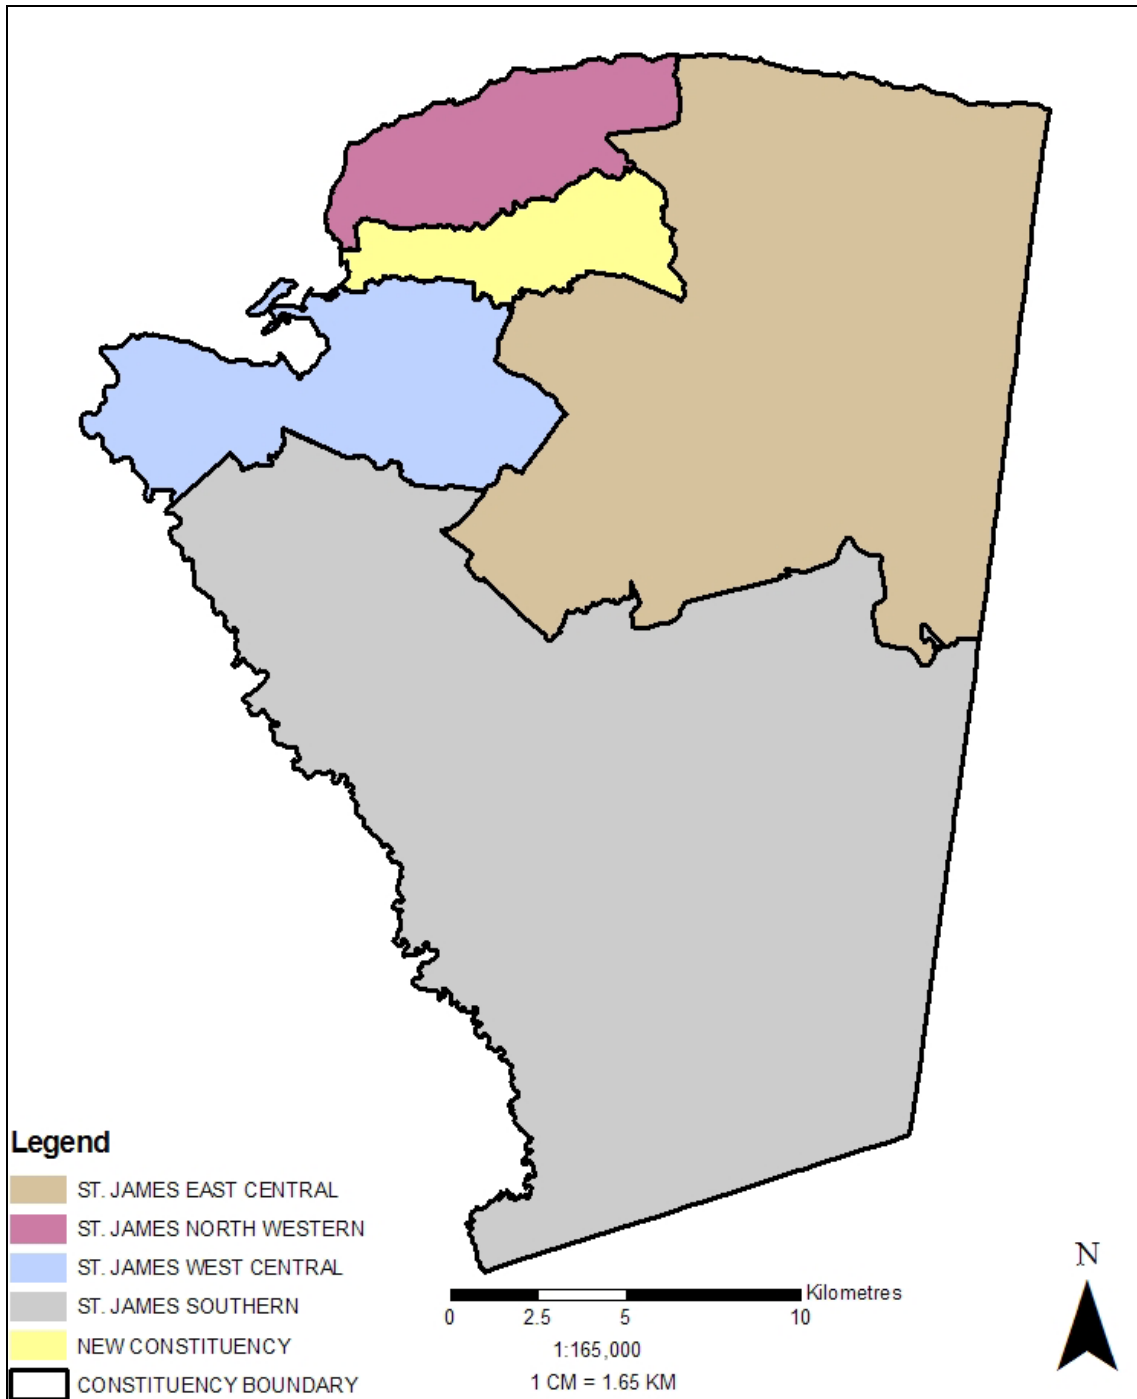 Legend
ST. JAMES EAST CENTRAL
ST. JAMES NORTH WESTERN
ST. JAMES WEST CENTRAL
ST. JAMES SOUTHERN
NEW CONSTITUENCY
CONSTITUENCY BOUNDARY
Kilometres
0 2.5 5 10
1:165,000
1 CM = 1.65 KM
N